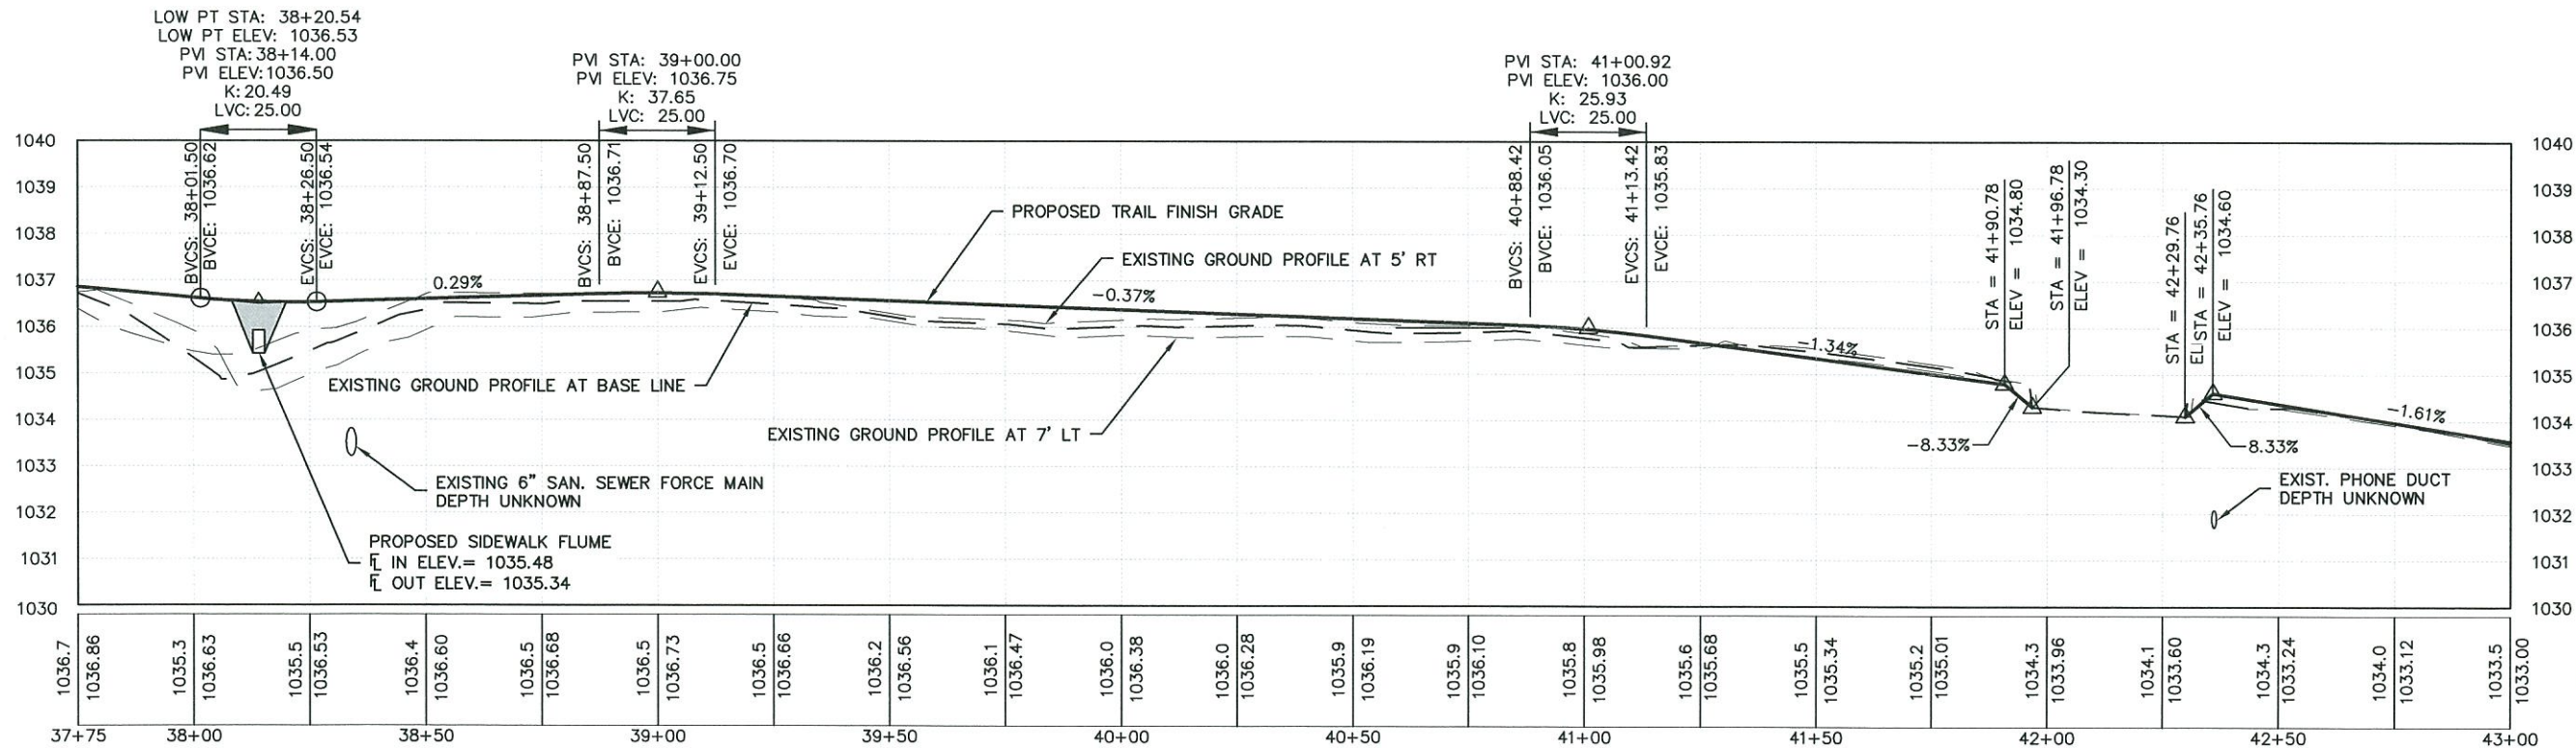 LOW PT STA: 38+20.54
LOW PT ELEV: 1036.53
PVI STA: 38+14.00
PVI ELEV: 1036.50
K: 20.49
LVC: 25.00
PVI STA: 39+00.00
PVI ELEV: 1036.75
K: 37.65
LVC: 25.00
PVI STA: 41+00.92
PVI ELEV: 1036.00
K: 25.93
LVC: 25.00
1040
1039
1038
1037
1036
1035
1034
1033
1032
1031
1030
BVCS: 38+01.50
BVCE: 1036.62
EVCS: 38+26.50
EVCE: 1036.54
BVCS: 38+87.50
BVCE: 1036.71
EVCS: 39+12.50
EVCE: 1036.70
BVCS: 40+88.42
BVCE: 1036.05
EVCS: 41+13.42
EVCE: 1035.83
STA = 41+90.78
ELEV = 1034.80
STA = 41+96.78
ELEV = 1034.30
STA = 42+29.76
EL
STA = 42+35.76
ELEV = 1034.60
1040
1039
1038
1037
1036
1035
1034
1033
1032
1031
1030
PROPOSED TRAIL FINISH GRADE
EXISTING GROUND PROFILE AT 5' RT
0.29%
-0.37%
-1.34%
EXISTING GROUND PROFILE AT BASE LINE
EXISTING GROUND PROFILE AT 7' LT
-8.33%
8.33%
-1.61%
EXISTING 6" SAN. SEWER FORCE MAIN
DEPTH UNKNOWN
EXIST. PHONE DUCT
DEPTH UNKNOWN
PROPOSED SIDEWALK FLUME
FL IN ELEV.= 1035.48
FL OUT ELEV.= 1035.34
1036.7
1036.86
1035.3
1036.63
1035.5
1036.53
1036.4
1036.60
1036.5
1036.68
1036.5
1036.73
1036.5
1036.66
1036.2
1036.56
1036.1
1036.47
1036.0
1036.38
1036.0
1036.28
1035.9
1036.19
1035.9
1036.10
1035.8
1035.98
1035.6
1035.68
1035.5
1035.34
1035.2
1035.01
1034.3
1033.96
1034.1
1033.60
1034.3
1033.24
1034.0
1033.12
1033.5
1033.00
37+75
38+00
38+50
39+00
39+50
40+00
40+50
41+00
41+50
42+00
42+50
43+00